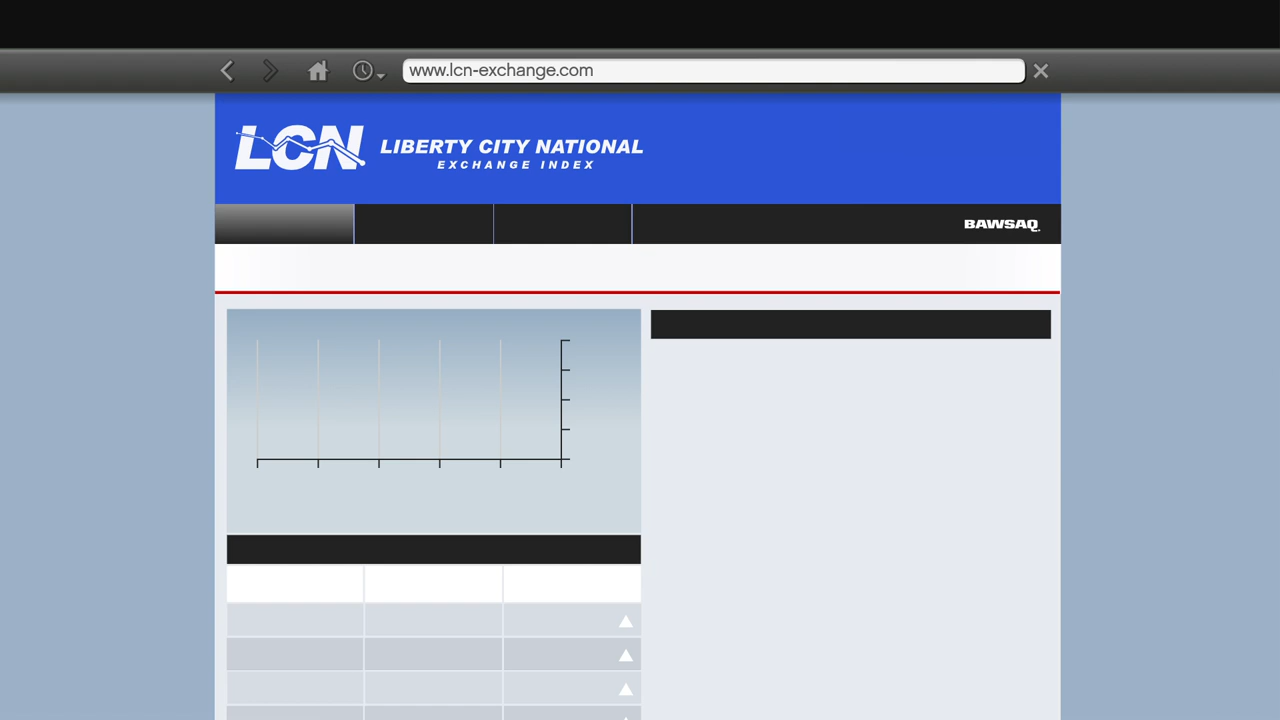 www.lcn-exchange.com
LCN
LIBERTY CITY NATIONAL
EXCHANGE INDEX
BAWSAQ